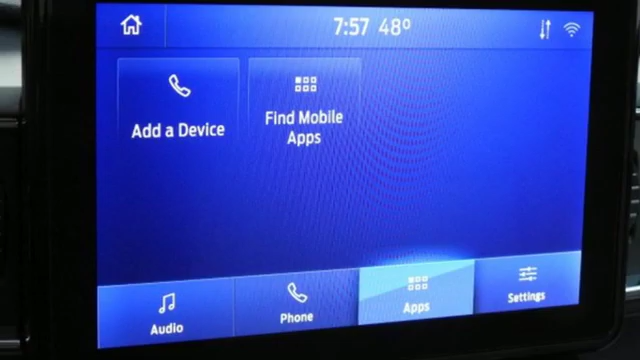 7:57 48°
Add a Device
Find Mobile
Apps
Audio
Phone
Apps
Settings